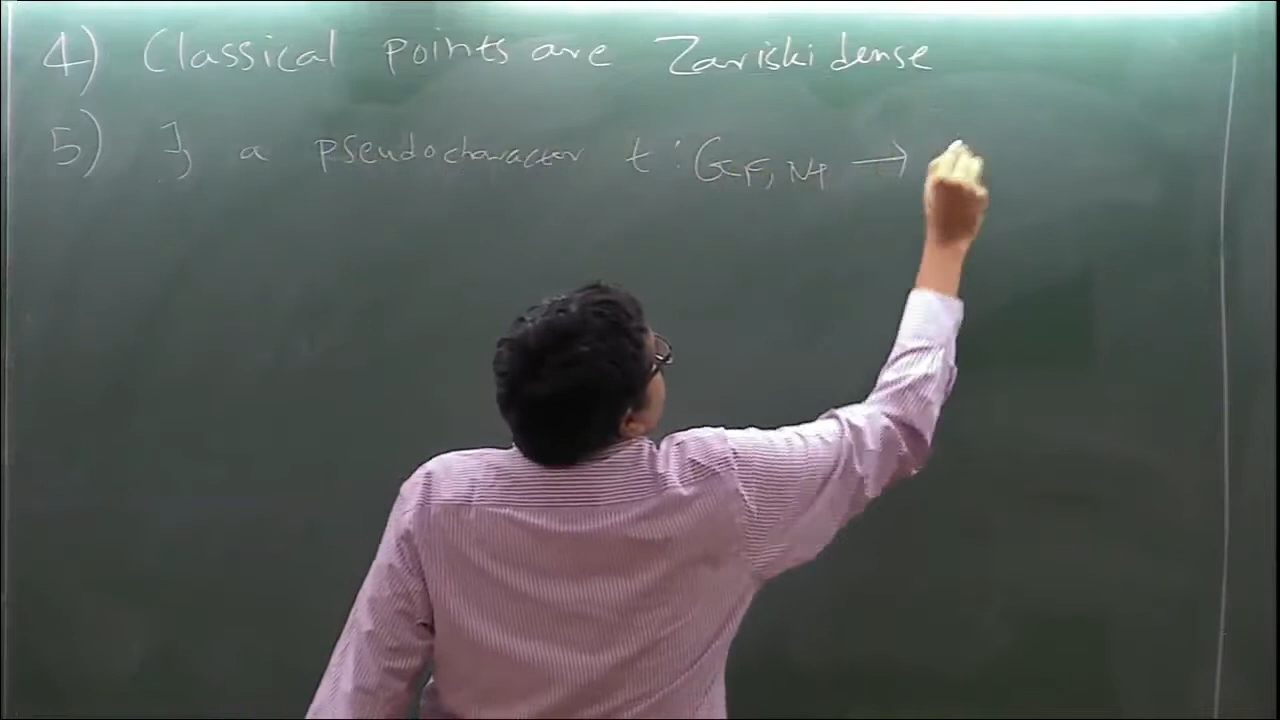 4) Classical points are Zariski dense
5) ∃ a pseudocharacter t : G_{F, Np} →